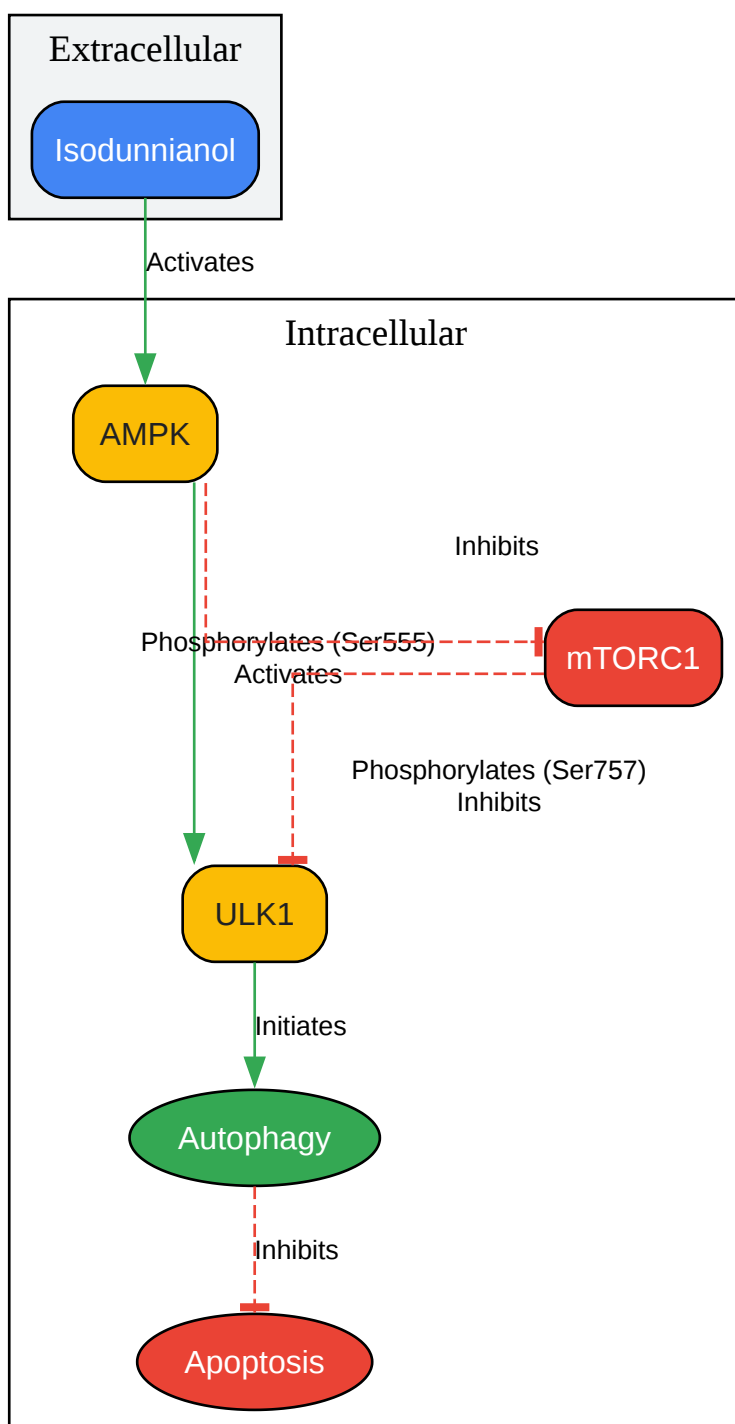 Extracellular
Isodunnianol
Activates
Intracellular
AMPK
Inhibits
Phosphorylates (Ser555)
Activates
mTORC1
Phosphorylates (Ser757)
Inhibits
ULK1
Initiates
Autophagy
Inhibits
Apoptosis